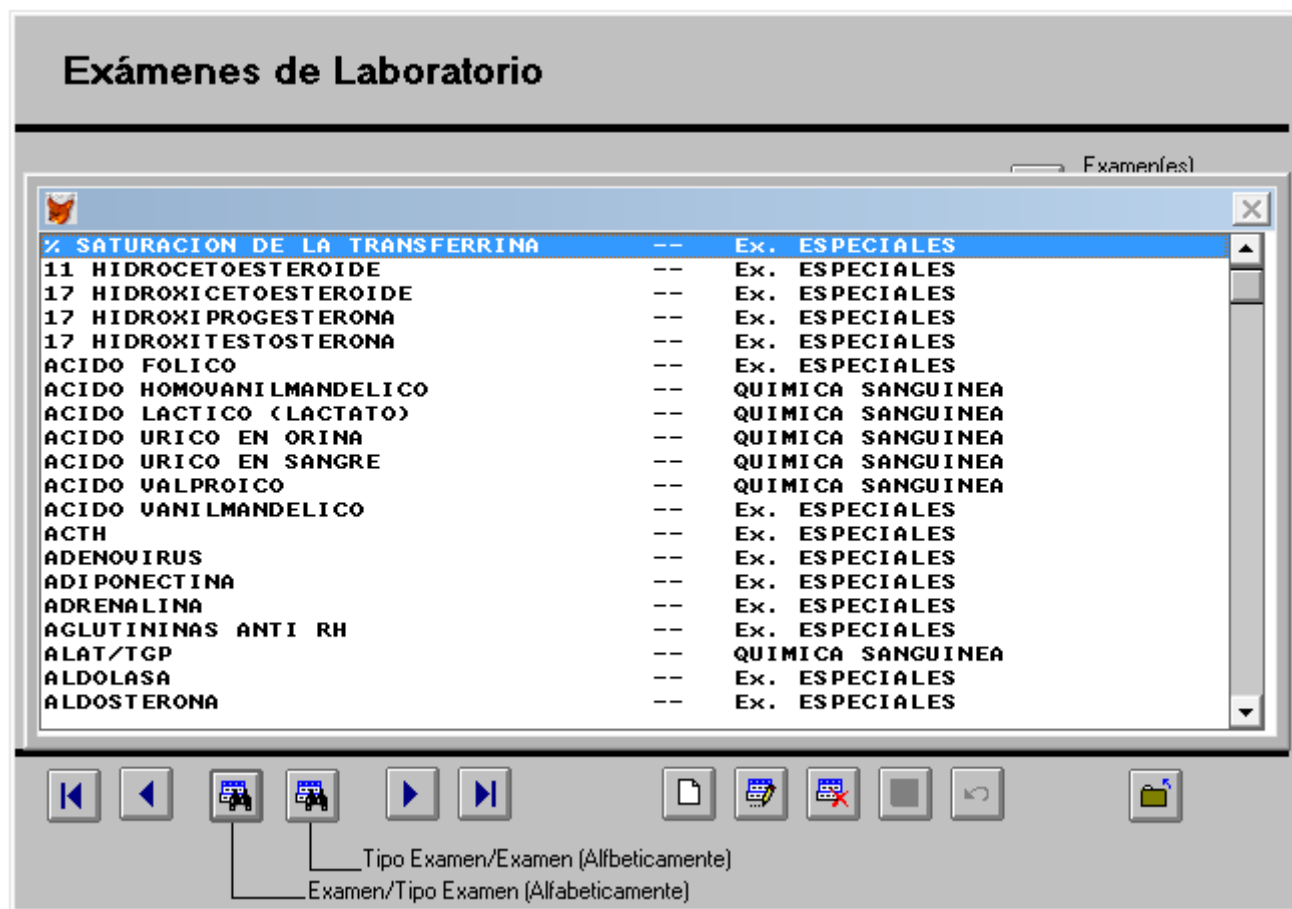 Exámenes de Laboratorio
Examen(es)
% SATURACION DE LA TRANSFERRINA -- Ex. ESPECIALES
11 HIDROCETOESTEROIDE -- Ex. ESPECIALES
17 HIDROXICETOESTEROIDE -- Ex. ESPECIALES
17 HIDROXIPROGESTERONA -- Ex. ESPECIALES
17 HIDROXITESTOSTERONA -- Ex. ESPECIALES
ACIDO FOLICO -- Ex. ESPECIALES
ACIDO HOMOVANILMANDELICO -- QUIMICA SANGUINEA
ACIDO LACTICO (LACTATO) -- QUIMICA SANGUINEA
ACIDO URICO EN ORINA -- QUIMICA SANGUINEA
ACIDO URICO EN SANGRE -- QUIMICA SANGUINEA
ACIDO VALPROICO -- QUIMICA SANGUINEA
ACIDO VANILMANDELICO -- Ex. ESPECIALES
ACTH -- Ex. ESPECIALES
ADENOVIRUS -- Ex. ESPECIALES
ADIPONECTINA -- Ex. ESPECIALES
ADRENALINA -- Ex. ESPECIALES
AGLUTININAS ANTI RH -- Ex. ESPECIALES
ALAT/TGP -- QUIMICA SANGUINEA
ALDOLASA -- Ex. ESPECIALES
ALDOSTERONA -- Ex. ESPECIALES
Tipo Examen/Examen (Alfbeticamente)
Examen/Tipo Examen (Alfabeticamente)